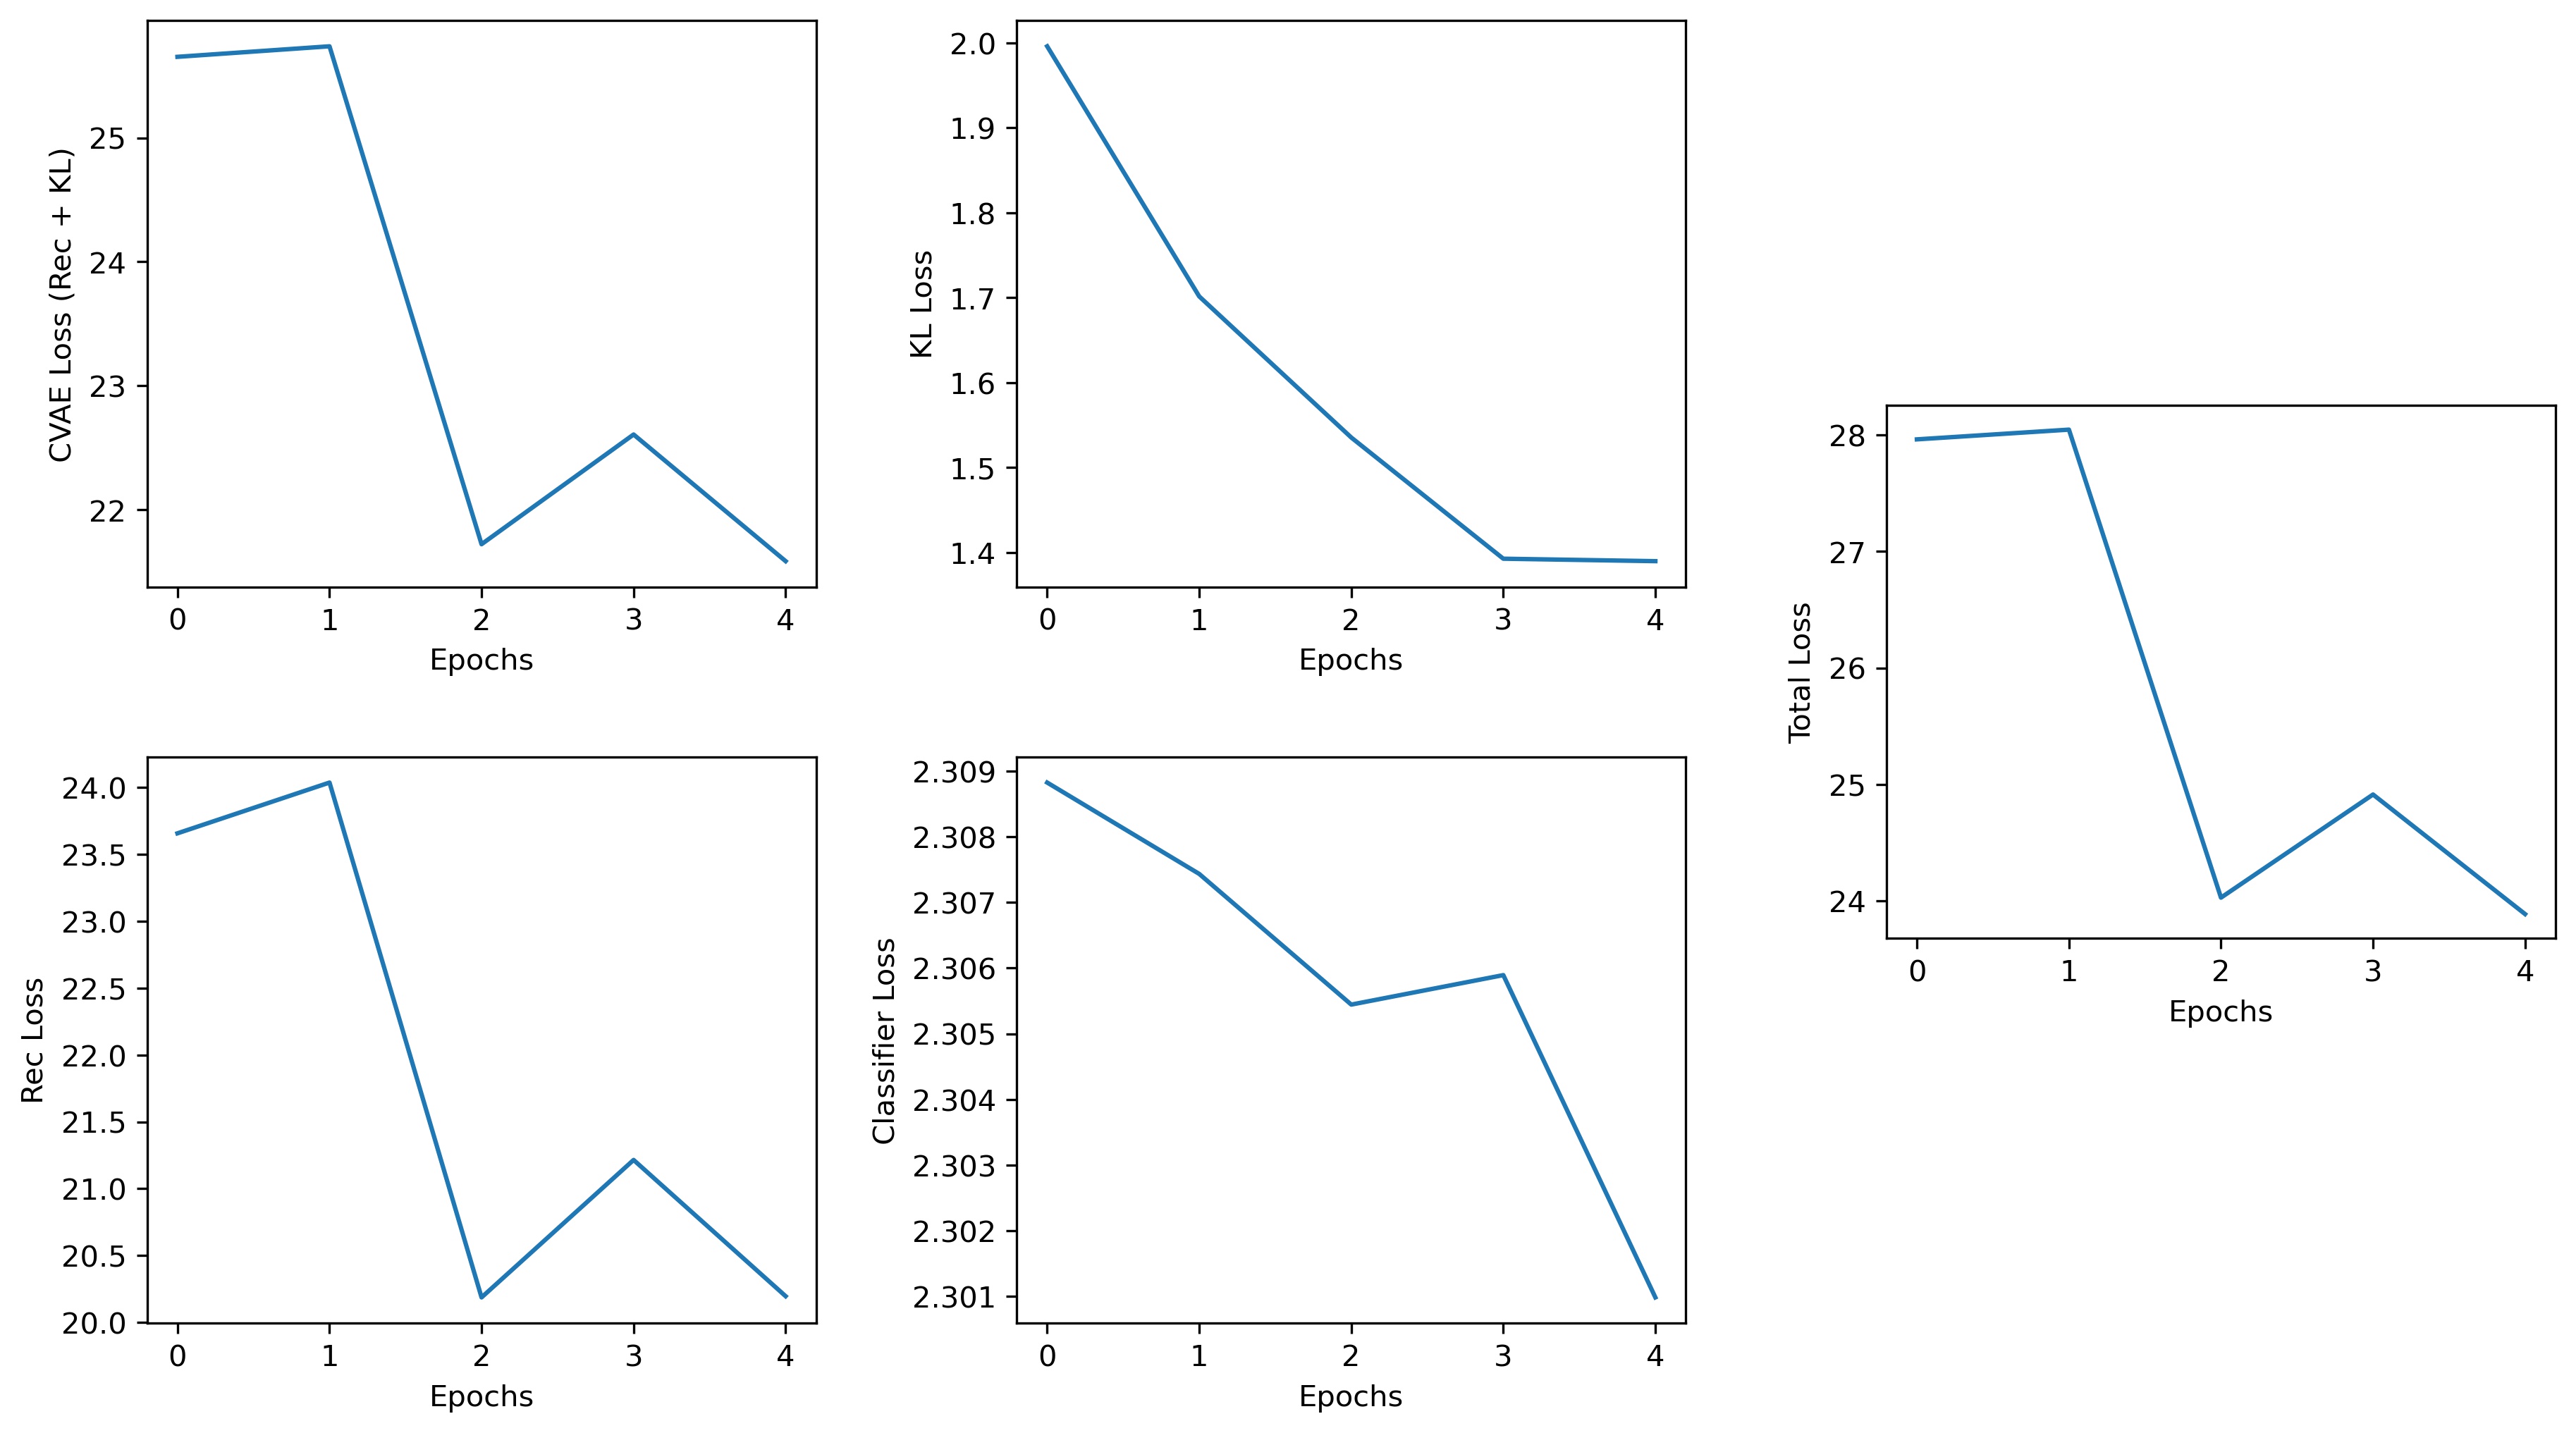 CVAE Loss (Rec + KL)
25
24
23
22
0 1 2 3 4
Epochs
KL Loss
2.0
1.9
1.8
1.7
1.6
1.5
1.4
0 1 2 3 4
Epochs
Rec Loss
24.0
23.5
23.0
22.5
22.0
21.5
21.0
20.5
20.0
0 1 2 3 4
Epochs
Classifier Loss
2.309
2.308
2.307
2.306
2.305
2.304
2.303
2.302
2.301
0 1 2 3 4
Epochs
Total Loss
28
27
26
25
24
0 1 2 3 4
Epochs